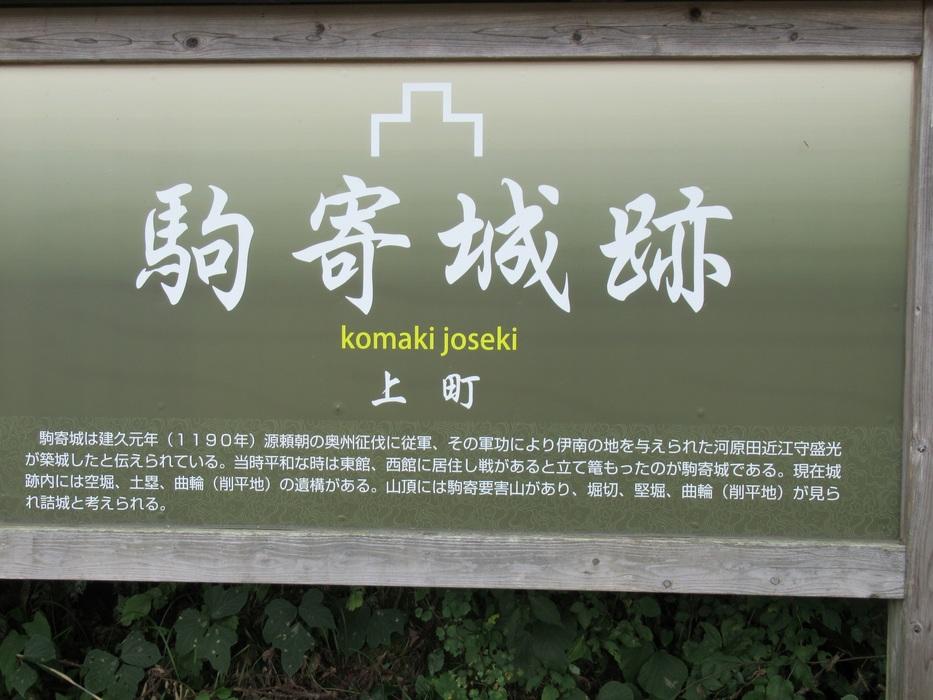 駒寄城跡
komaki joseki
上町
駒寄城は建久元年（１１９０年）源頼朝の奥州征伐に従軍、その軍功により伊南の地を与えられた河原田近江守盛光
が築城したと伝えられている。当時平和な時は東館、西館に居住し戦があると立て篭もったのが駒寄城である。現在城
跡内には空堀、土塁、曲輪（削平地）の遺構がある。山頂には駒寄要害山があり、堀切、堅堀、曲輪（削平地）が見ら
れ詰城と考えられる。